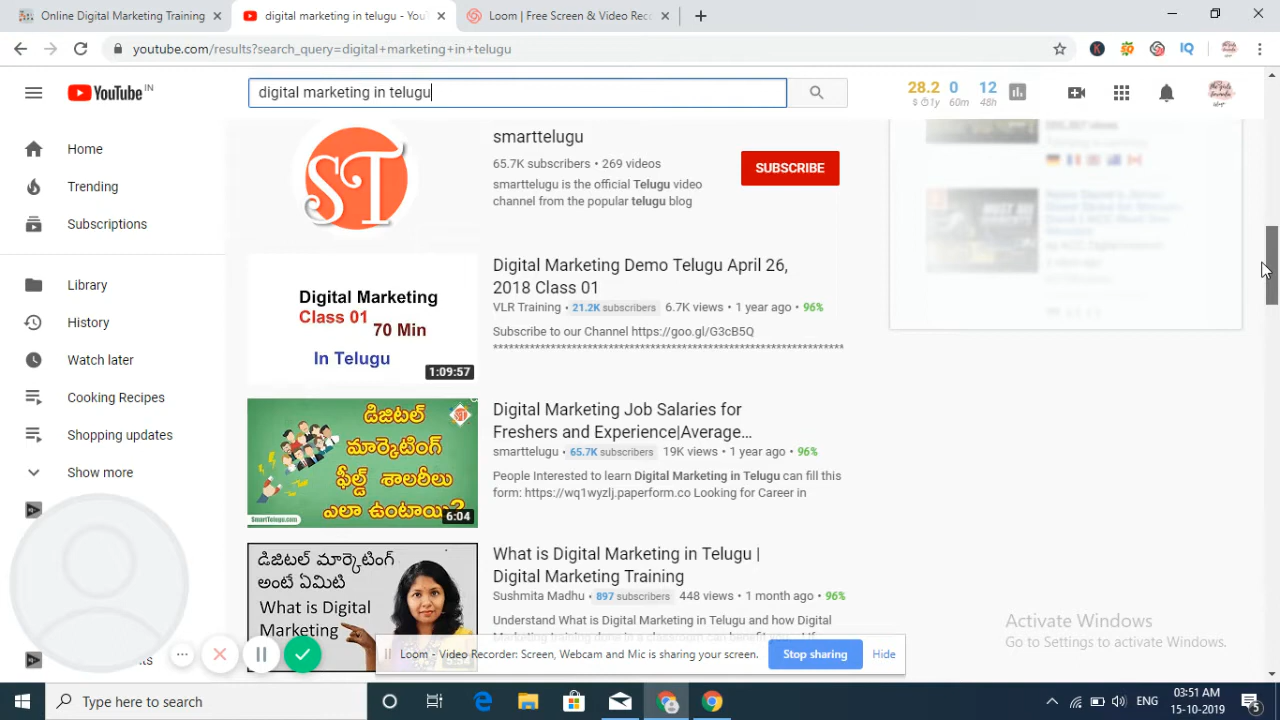 Online Digital Marketing Training
digital marketing in telugu - You
Loom | Free Screen & Video Rec
youtube.com/results?search_query=digital+marketing+in+telugu
YouTube IN
digital marketing in telugu
28.2 0 12
$ 1y 60m 48h
Home
Trending
Subscriptions
Library
History
Watch later
Cooking Recipes
Shopping updates
Show more
ST
smarttelugu
65.7K subscribers • 269 videos
smarttelugu is the official Telugu video
channel from the popular telugu blog
SUBSCRIBE
Digital Marketing
Class 01
70 Min
In Telugu
1:09:57
Digital Marketing Demo Telugu April 26,
2018 Class 01
VLR Training • 21.2K subscribers 6.7K views • 1 year ago • 96%
Subscribe to our Channel https://goo.gl/G3cB5Q
డిజిటల్
మార్కెటింగ్
ఫీల్డ్ శాలరీలు
ఎలా ఉంటాయి?
SmartTelugu.com
6:04
Digital Marketing Job Salaries for
Freshers and Experience|Average...
smarttelugu • 65.7K subscribers 19K views • 1 year ago • 96%
People Interested to learn Digital Marketing in Telugu can fill this
form: https://wq1wyzlj.paperform.co Looking for Career in
డిజిటల్ మార్కెటింగ్
అంటే ఏమిటి
What is Digital
Marketing
What is Digital Marketing in Telugu |
Digital Marketing Training
Sushmita Madhu • 897 subscribers 448 views • 1 month ago • 96%
Understand What is Digital Marketing in Telugu and how Digital
Loom - Video Recorder: Screen, Webcam and Mic is sharing your screen.
Stop sharing
Hide
Activate Windows
Go to Settings to activate Windows.
Type here to search
ENG
03:51 AM
15-10-2019
5